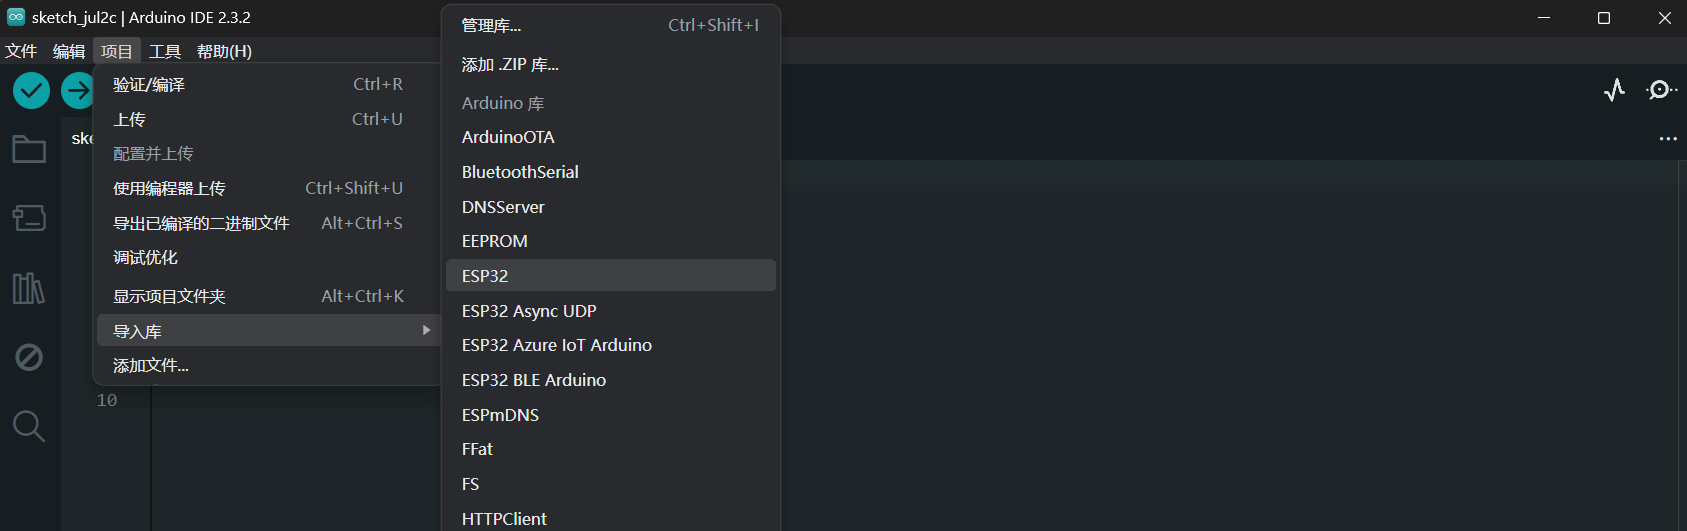 sketch_jul2c | Arduino IDE 2.3.2
文件 编辑 项目 工具 帮助(H)
验证/编译 Ctrl+R
上传 Ctrl+U
配置并上传
使用编程器上传 Ctrl+Shift+U
导出已编译的二进制文件 Alt+Ctrl+S
调试优化
显示项目文件夹 Alt+Ctrl+K
导入库
添加文件...
管理库... Ctrl+Shift+I
添加 .ZIP 库...
Arduino 库
ArduinoOTA
BluetoothSerial
DNSServer
EEPROM
ESP32
ESP32 Async UDP
ESP32 Azure IoT Arduino
ESP32 BLE Arduino
ESPmDNS
FFat
FS
HTTPClient
ske
10